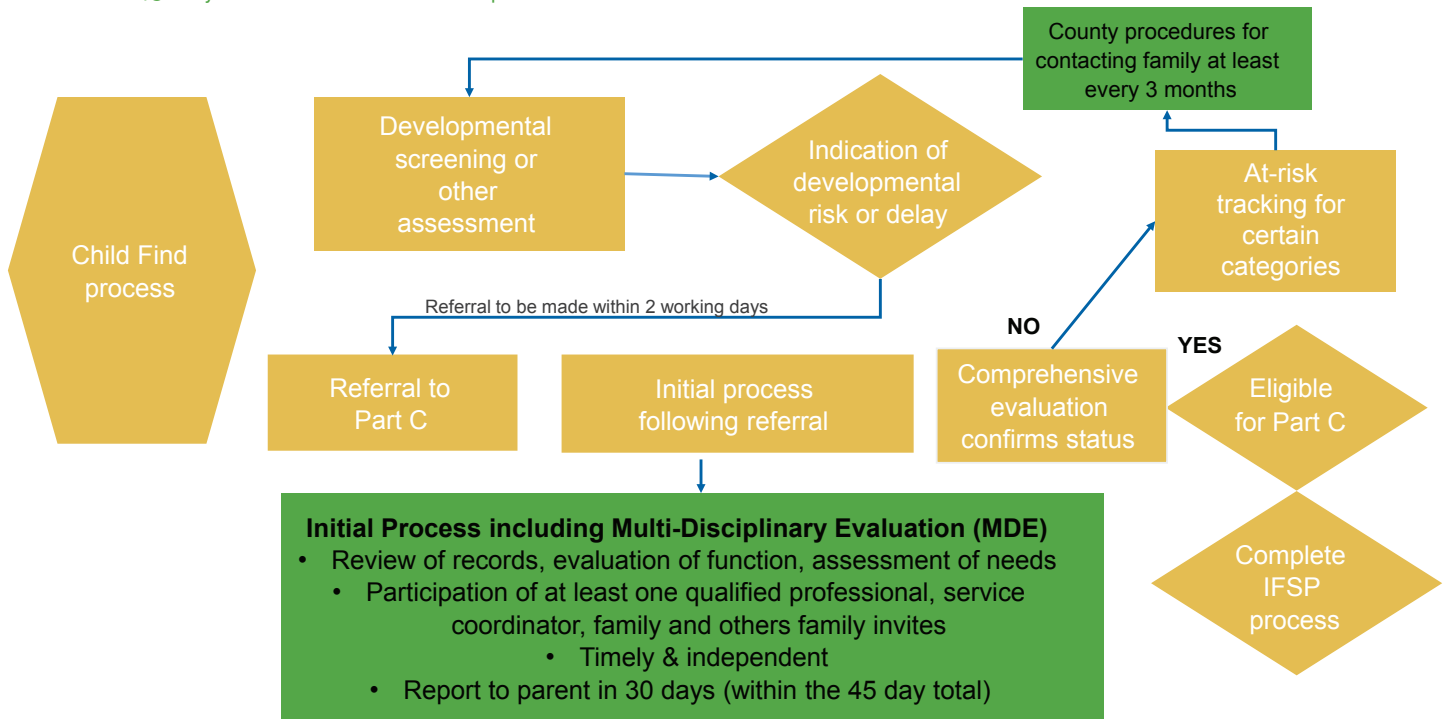 County procedures for
contacting family at least
every 3 months
Developmental
screening or
other
assessment
Indication of
developmental
risk or delay
At-risk
tracking for
certain
categories
Child Find
process
Referral to be made within 2 working days
NO
YES
Referral to
Part C
Initial process
following referral
Comprehensive
evaluation
confirms status
Eligible
for Part C
Initial Process including Multi-Disciplinary Evaluation (MDE)
• Review of records, evaluation of function, assessment of needs
• Participation of at least one qualified professional, service
coordinator, family and others family invites
• Timely & independent
• Report to parent in 30 days (within the 45 day total)
Complete
IFSP
process